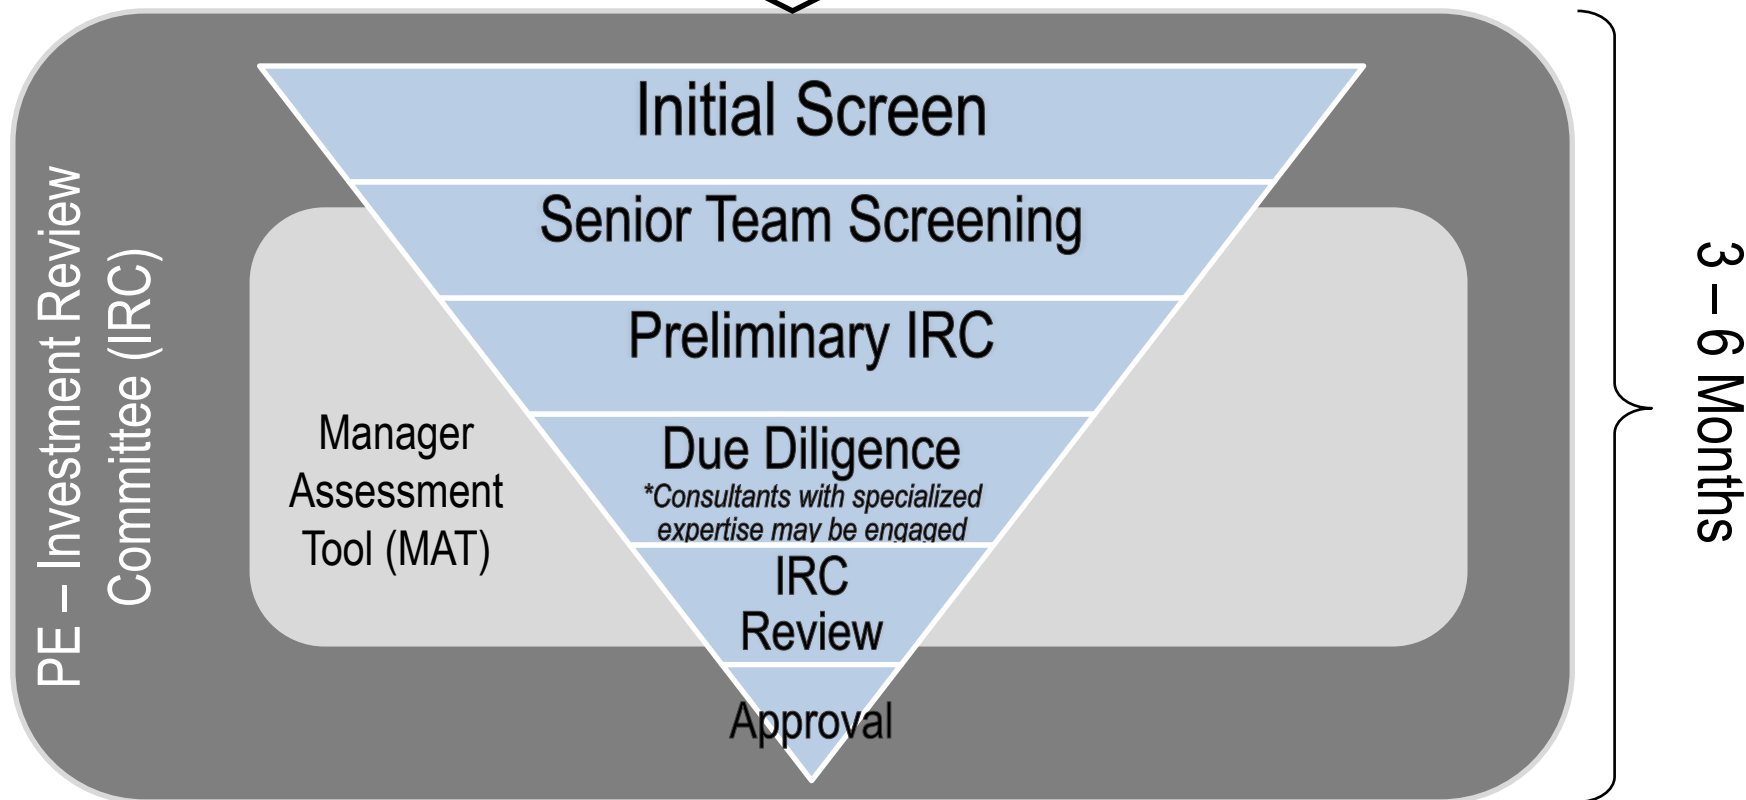 PE – Investment Review
Committee (IRC)
Initial Screen
Senior Team Screening
Preliminary IRC
Due Diligence
*Consultants with specialized
expertise may be engaged
IRC
Review
Approval
Manager
Assessment
Tool (MAT)
3 – 6 Months